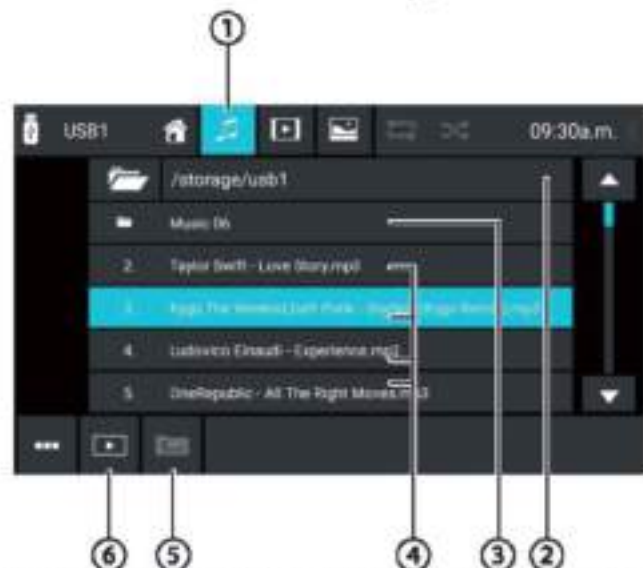 ①
USB1 09:30a.m.
/storage/usb1
Music 06
2. Taylor Swift - Love Story.mp3
3.
4. Ludovico Einaudi - Experience.mp3
5. OneRepublic - All The Right Moves.mp3
⑥ ⑤ ④ ③ ②